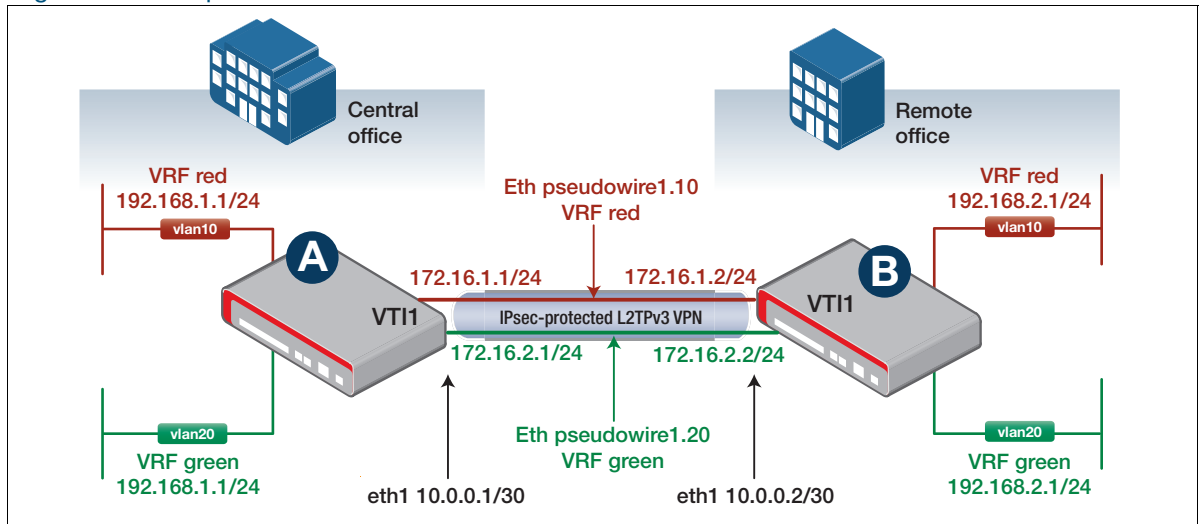 Central
office
Remote
office
VRF red
192.168.1.1/24
vlan10
Eth pseudowire1.10
VRF red
VRF red
192.168.2.1/24
vlan10
A
B
172.16.1.1/24
172.16.1.2/24
VTI1
VTI1
IPsec-protected L2TPv3 VPN
172.16.2.1/24
172.16.2.2/24
vlan20
VRF green
192.168.1.1/24
Eth pseudowire1.20
VRF green
vlan20
VRF green
192.168.2.1/24
eth1 10.0.0.1/30
eth1 10.0.0.2/30